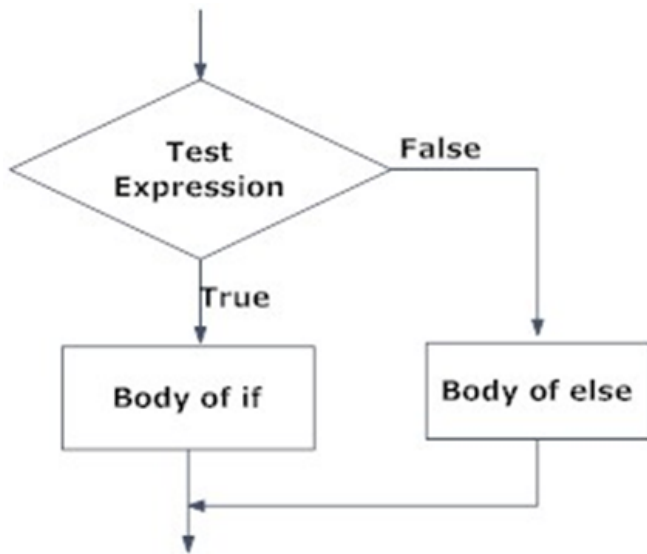 Test
Expression
False
True
Body of if
Body of else